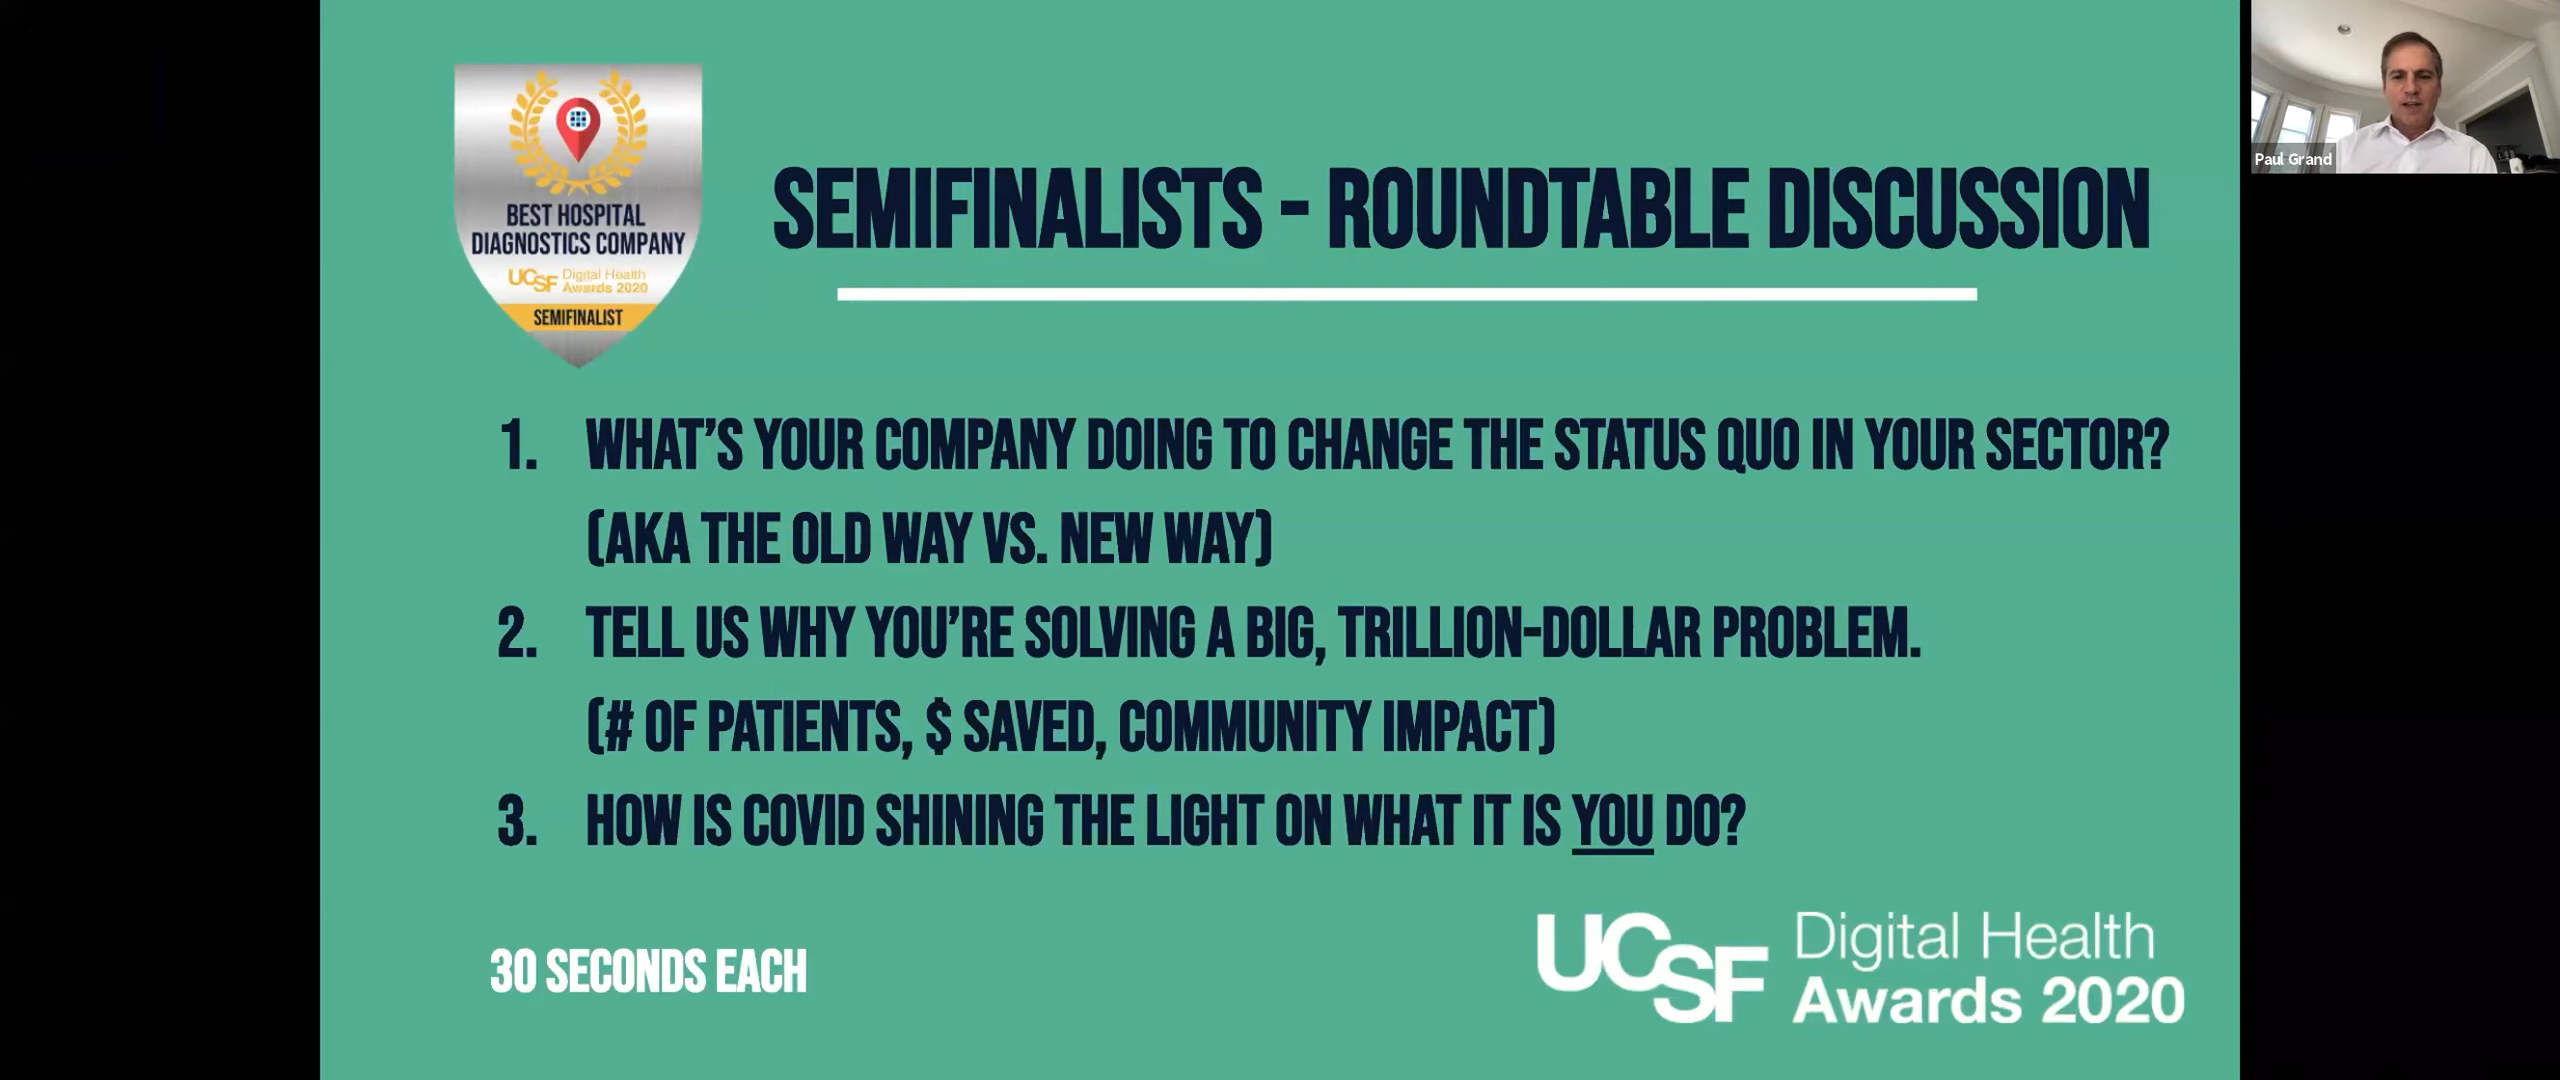 BEST HOSPITAL
DIAGNOSTICS COMPANY
UCSF Digital Health
Awards 2020
SEMIFINALIST
SEMIFINALISTS - ROUNDTABLE DISCUSSION
Paul Grand
1. WHAT'S YOUR COMPANY DOING TO CHANGE THE STATUS QUO IN YOUR SECTOR?
(AKA THE OLD WAY VS. NEW WAY)
2. TELL US WHY YOU'RE SOLVING A BIG, TRILLION-DOLLAR PROBLEM.
(# OF PATIENTS, $ SAVED, COMMUNITY IMPACT)
3. HOW IS COVID SHINING THE LIGHT ON WHAT IT IS YOU DO?
30 SECONDS EACH
UCSF Digital Health
Awards 2020